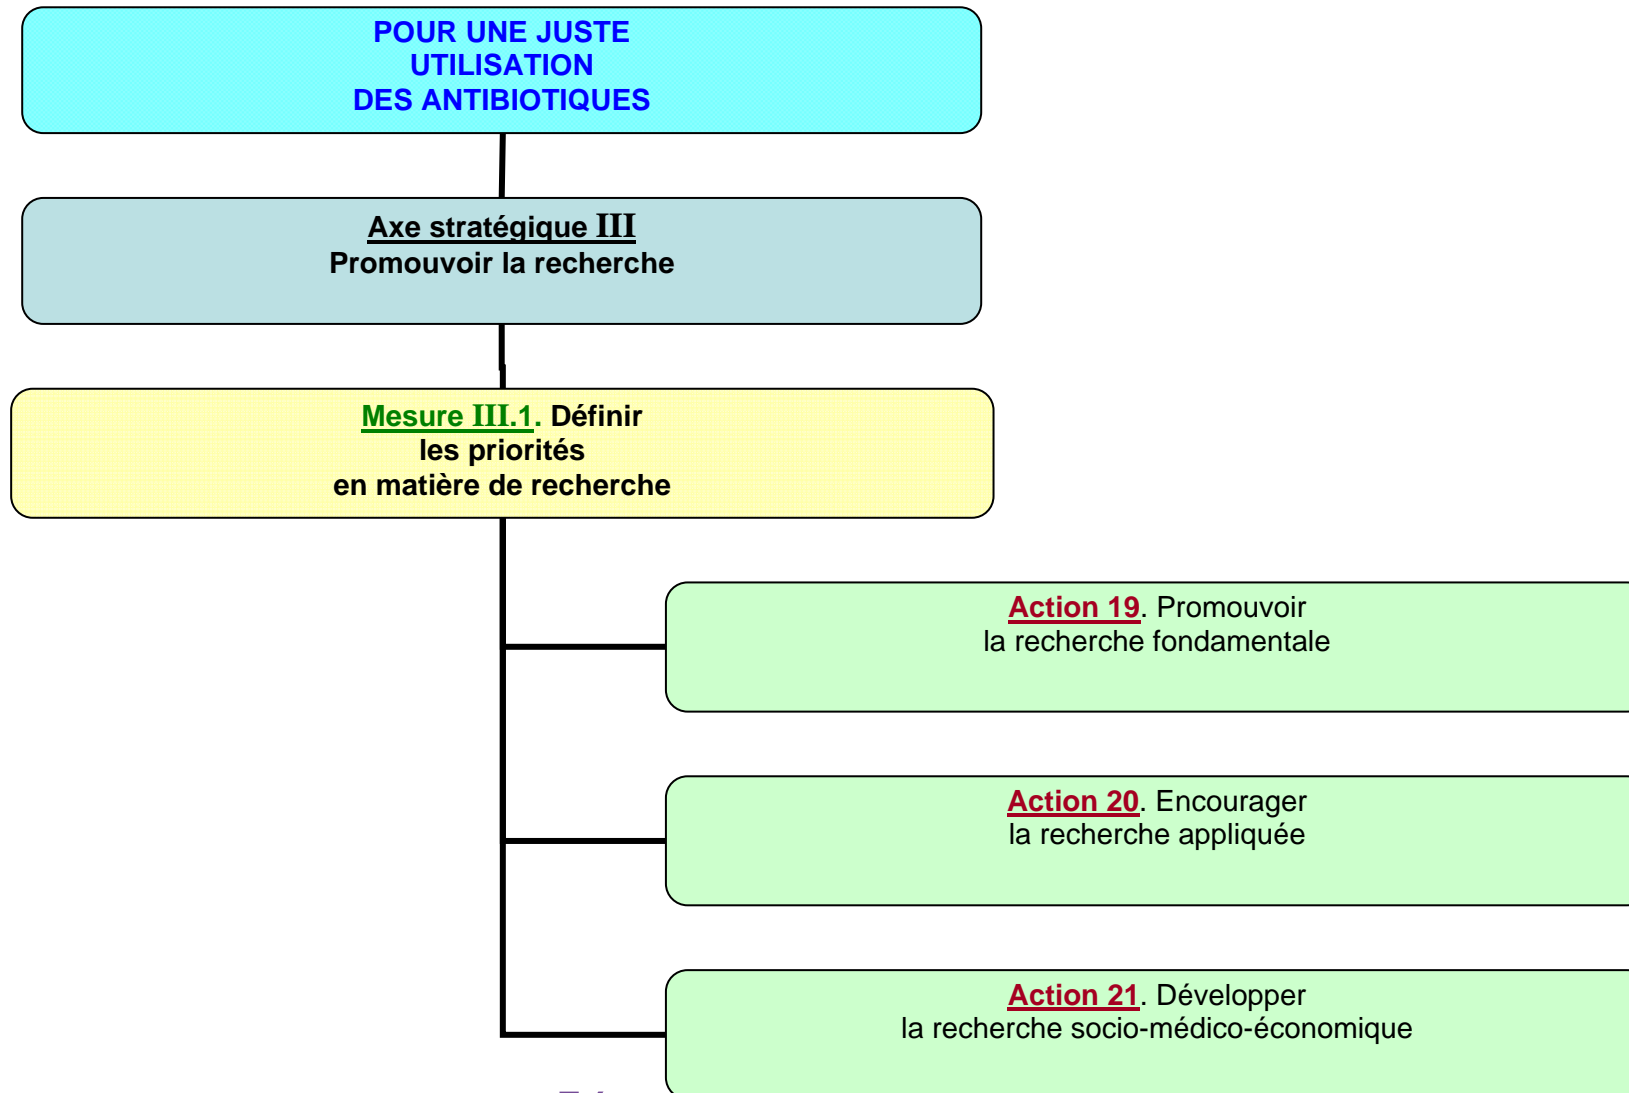 POUR UNE JUSTE
UTILISATION
DES ANTIBIOTIQUES
Axe stratégique III
Promouvoir la recherche
Mesure III.1. Définir
les priorités
en matière de recherche
Action 19. Promouvoir
la recherche fondamentale
Action 20. Encourager
la recherche appliquée
Action 21. Développer
la recherche socio-médico-économique